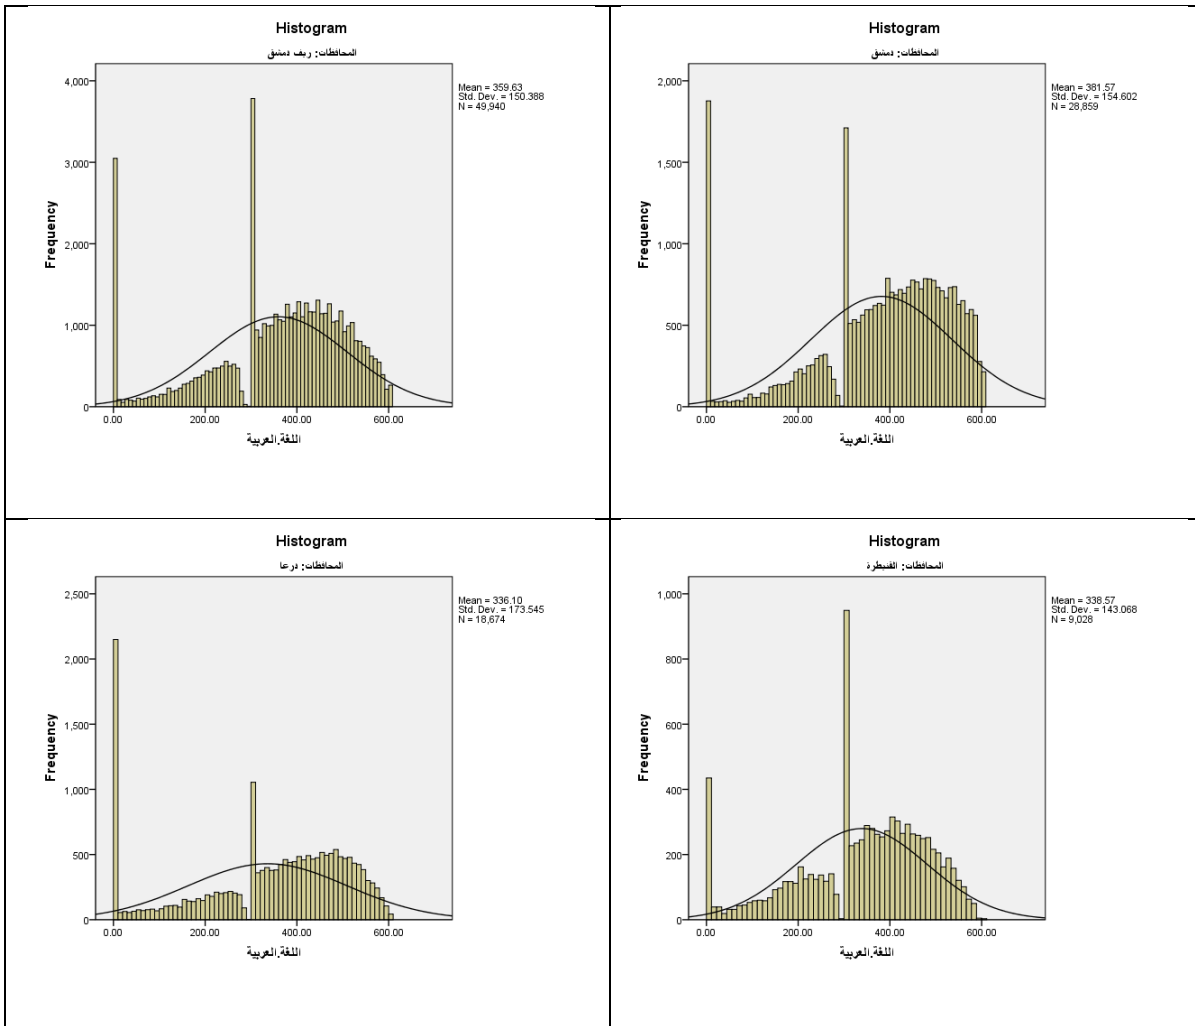 Histogram
المحافظات: ريف دمشق
Mean = 359.63
Std. Dev. = 150.388
N = 49,940
4,000
3,000
2,000
1,000
0
Frequency
0.00 200.00 400.00 600.00
اللغة.العربية
Histogram
المحافظات: دمشق
Mean = 381.57
Std. Dev. = 154.602
N = 28,859
2,000
1,500
1,000
500
0
Frequency
0.00 200.00 400.00 600.00
اللغة.العربية
Histogram
المحافظات: درعا
Mean = 336.10
Std. Dev. = 173.545
N = 18,674
2,500
2,000
1,500
1,000
500
0
Frequency
0.00 200.00 400.00 600.00
اللغة.العربية
Histogram
المحافظات: القنيطرة
Mean = 338.57
Std. Dev. = 143.068
N = 9,028
1,000
800
600
400
200
0
Frequency
0.00 200.00 400.00 600.00
اللغة.العربية